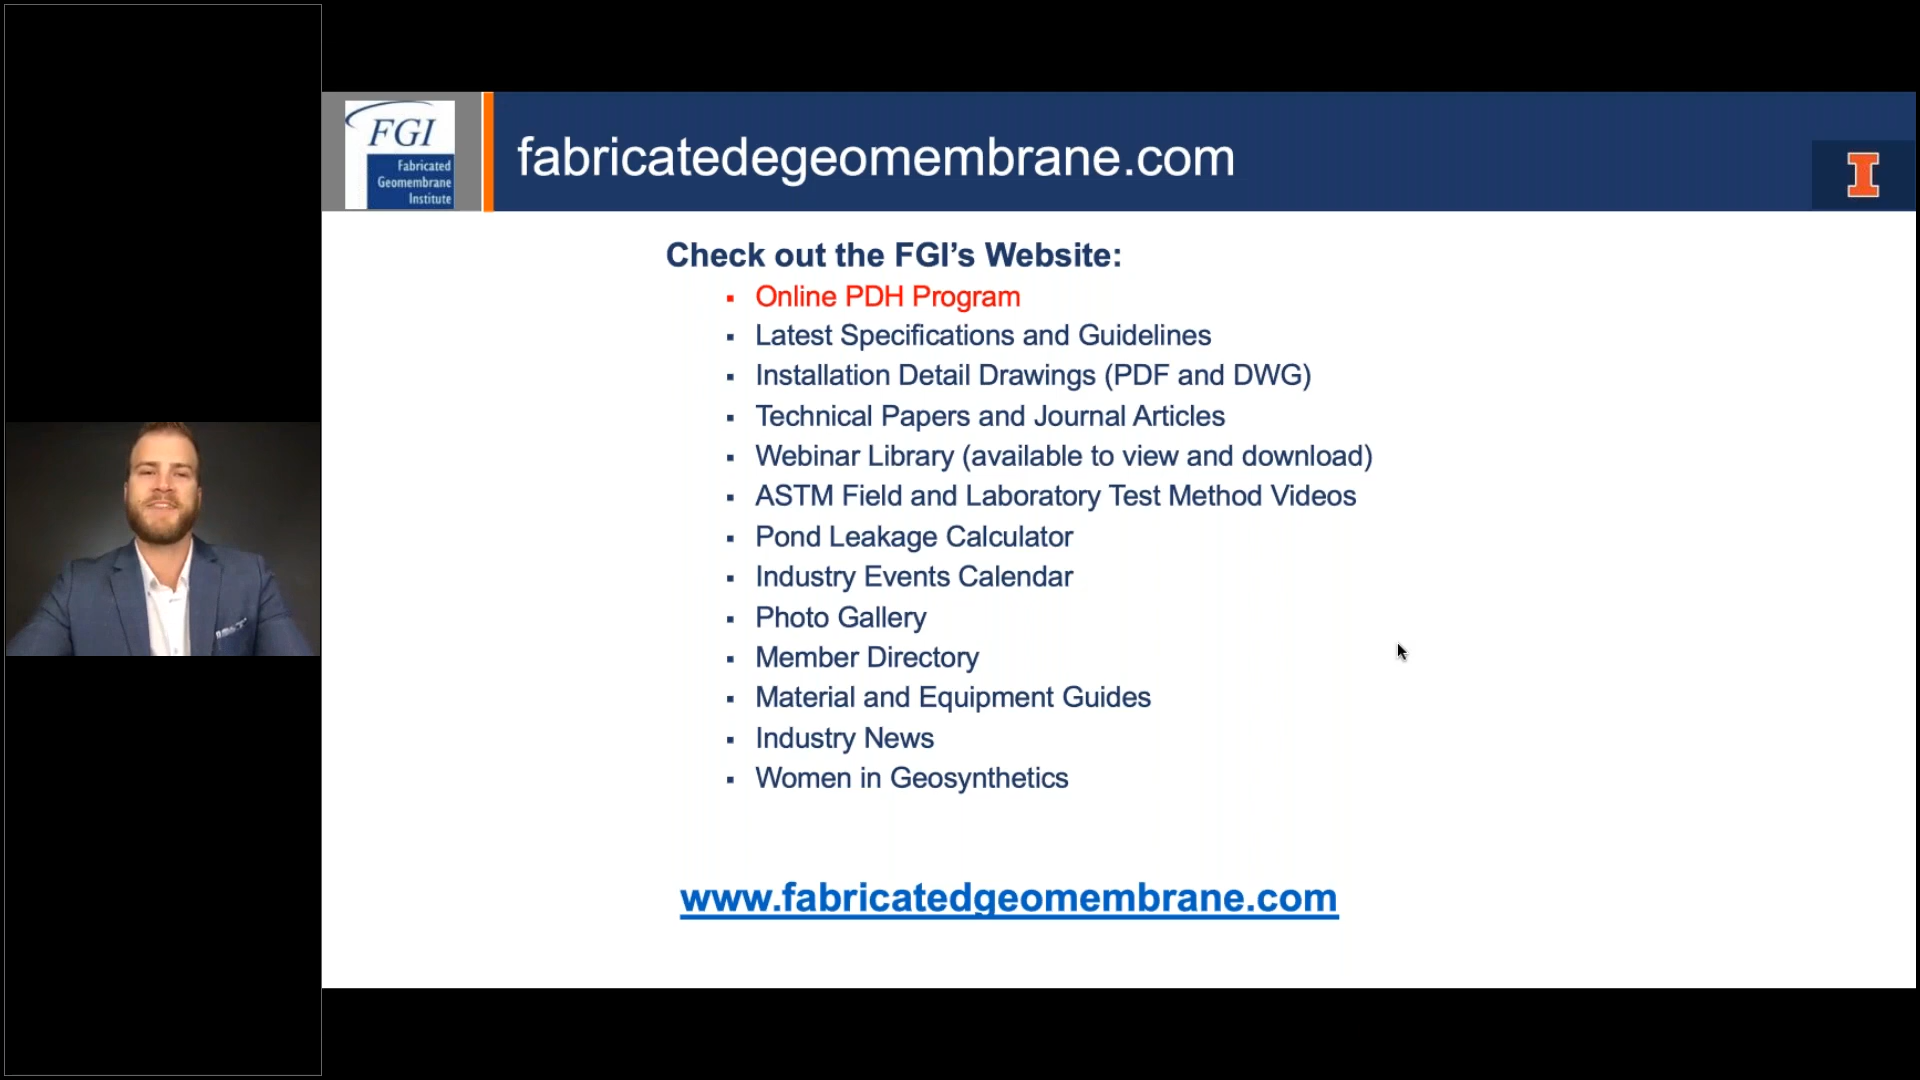 FGI
Fabricated
Geomembrane
Institute
fabricatedegeomembrane.com
I
Check out the FGI’s Website:
▪ Online PDH Program
▪ Latest Specifications and Guidelines
▪ Installation Detail Drawings (PDF and DWG)
▪ Technical Papers and Journal Articles
▪ Webinar Library (available to view and download)
▪ ASTM Field and Laboratory Test Method Videos
▪ Pond Leakage Calculator
▪ Industry Events Calendar
▪ Photo Gallery
▪ Member Directory
▪ Material and Equipment Guides
▪ Industry News
▪ Women in Geosynthetics
www.fabricatedgeomembrane.com